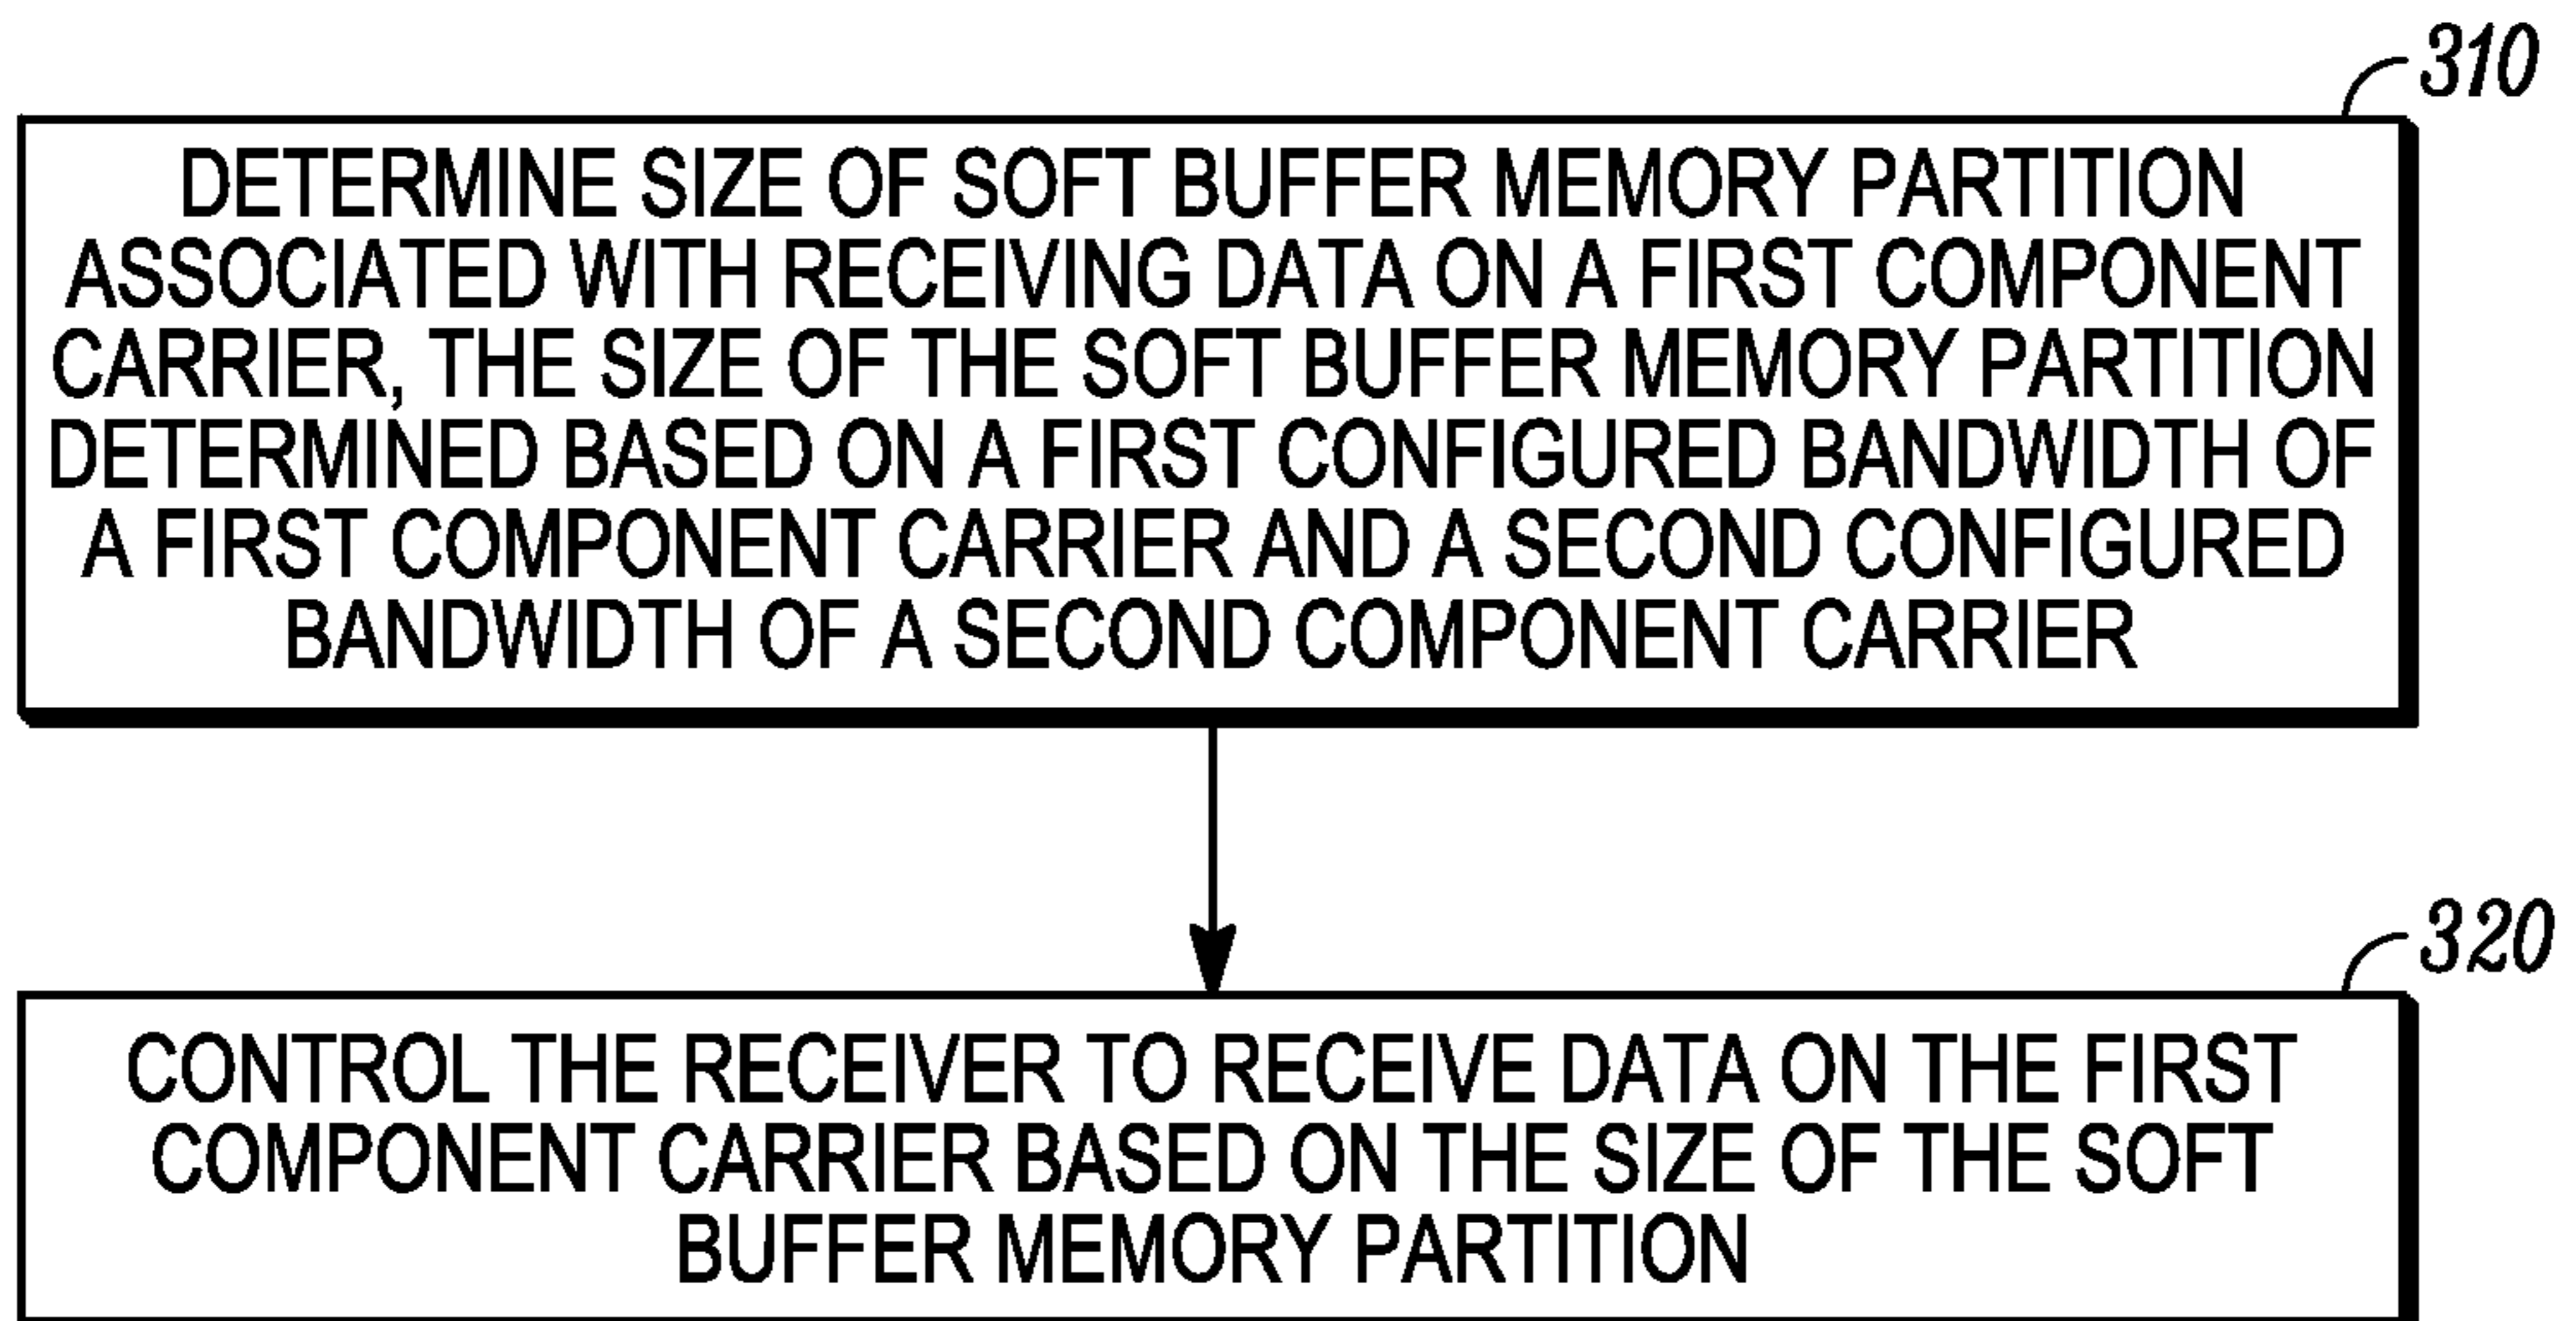 310
DETERMINE SIZE OF SOFT BUFFER MEMORY PARTITION
ASSOCIATED WITH RECEIVING DATA ON A FIRST COMPONENT
CARRIER, THE SIZE OF THE SOFT BUFFER MEMORY PARTITION
DETERMINED BASED ON A FIRST CONFIGURED BANDWIDTH OF
A FIRST COMPONENT CARRIER AND A SECOND CONFIGURED
BANDWIDTH OF A SECOND COMPONENT CARRIER
320
CONTROL THE RECEIVER TO RECEIVE DATA ON THE FIRST
COMPONENT CARRIER BASED ON THE SIZE OF THE SOFT
BUFFER MEMORY PARTITION